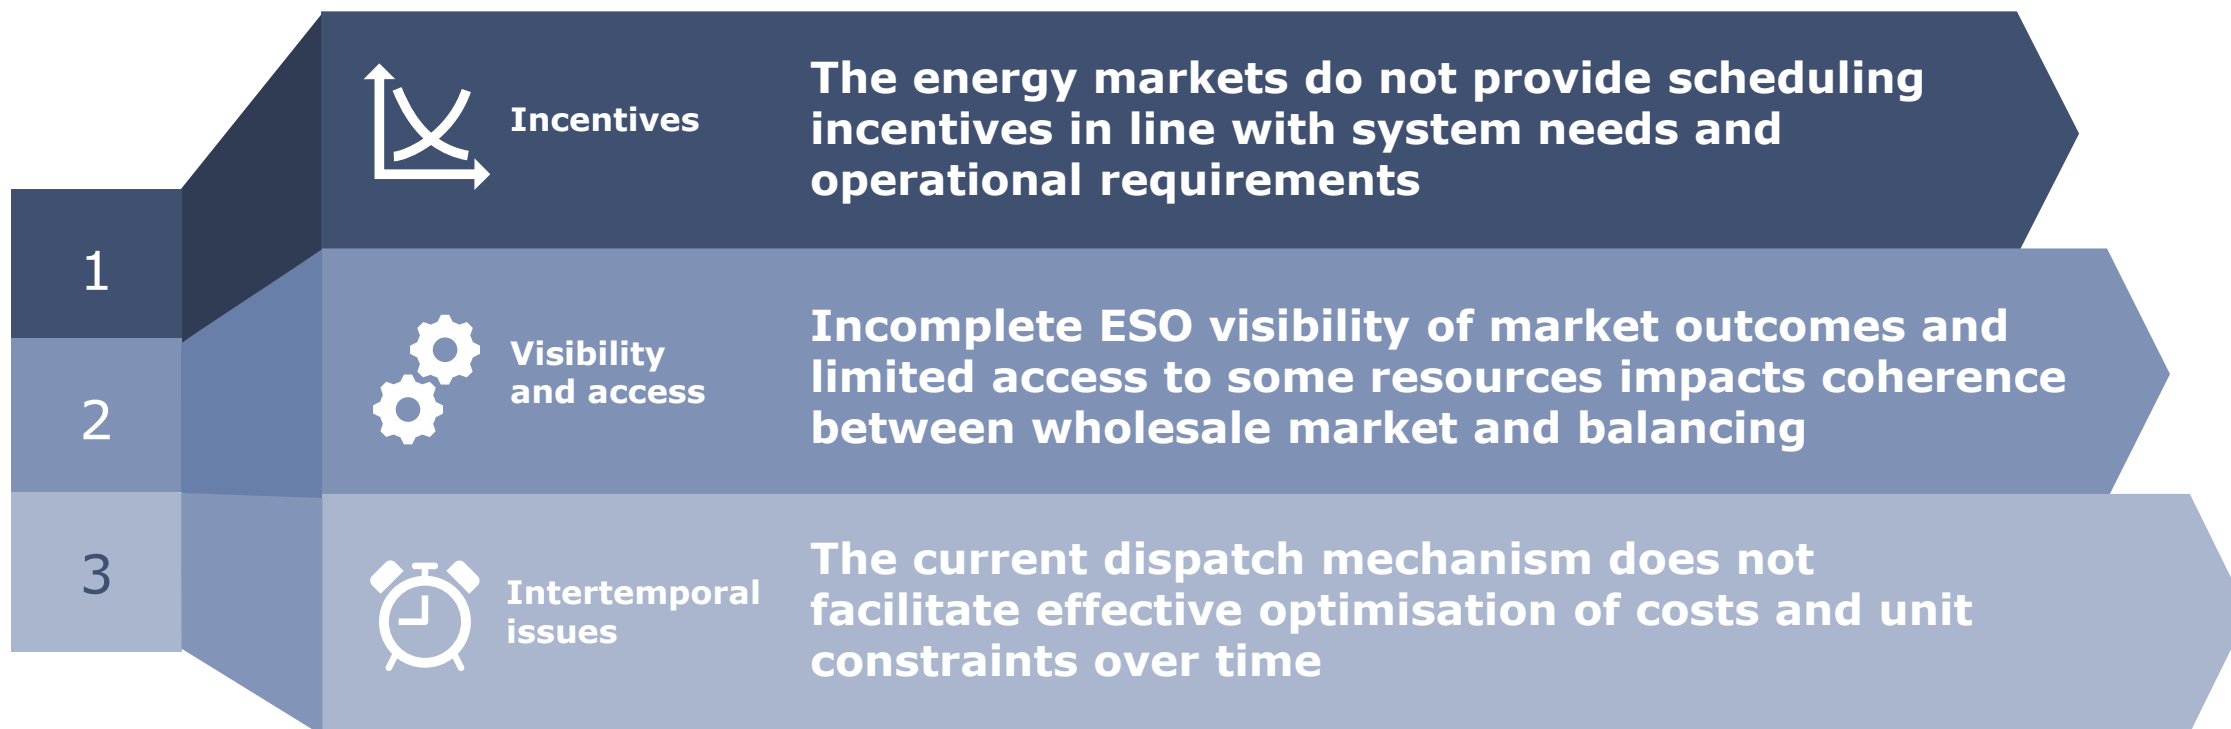 1
Incentives
The energy markets do not provide scheduling
incentives in line with system needs and
operational requirements
2
Visibility
and access
Incomplete ESO visibility of market outcomes and
limited access to some resources impacts coherence
between wholesale market and balancing
3
Intertemporal
issues
The current dispatch mechanism does not
facilitate effective optimisation of costs and unit
constraints over time